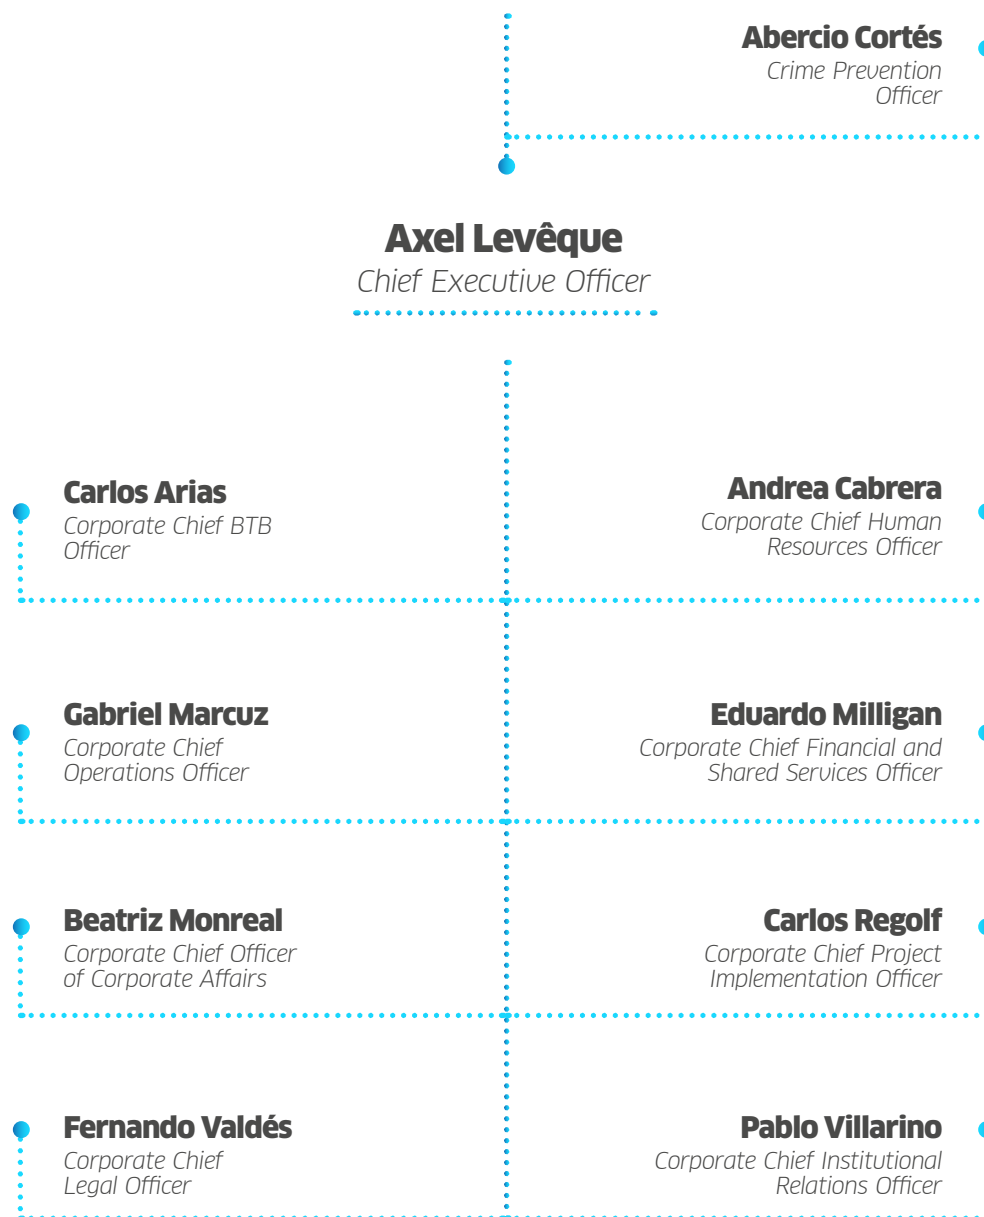 Abercio Cortés
Crime Prevention
Officer
Axel Levêque
Chief Executive Officer
Carlos Arias
Corporate Chief BTB
Officer
Andrea Cabrera
Corporate Chief Human
Resources Officer
Gabriel Marcuz
Corporate Chief
Operations Officer
Eduardo Milligan
Corporate Chief Financial and
Shared Services Officer
Beatriz Monreal
Corporate Chief Officer
of Corporate Affairs
Carlos Regolf
Corporate Chief Project
Implementation Officer
Fernando Valdés
Corporate Chief
Legal Officer
Pablo Villarino
Corporate Chief Institutional
Relations Officer